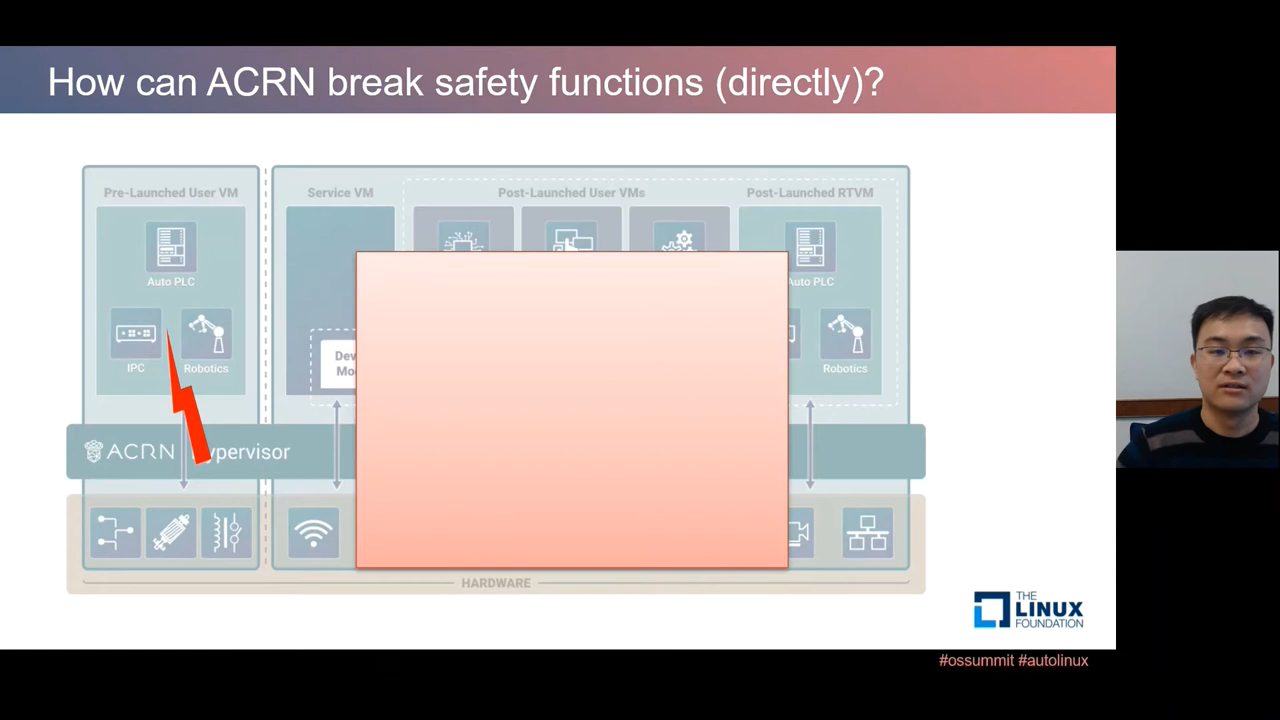 How can ACRN break safety functions (directly)?
Pre-Launched User VM
Service VM
Post-Launched User VMs
Post-Launched RTVM
Auto PLC
Auto PLC
IPC
Robotics
Robotics
ACRN
HARDWARE
THE
LINUX
FOUNDATION
#ossummit #autolinux